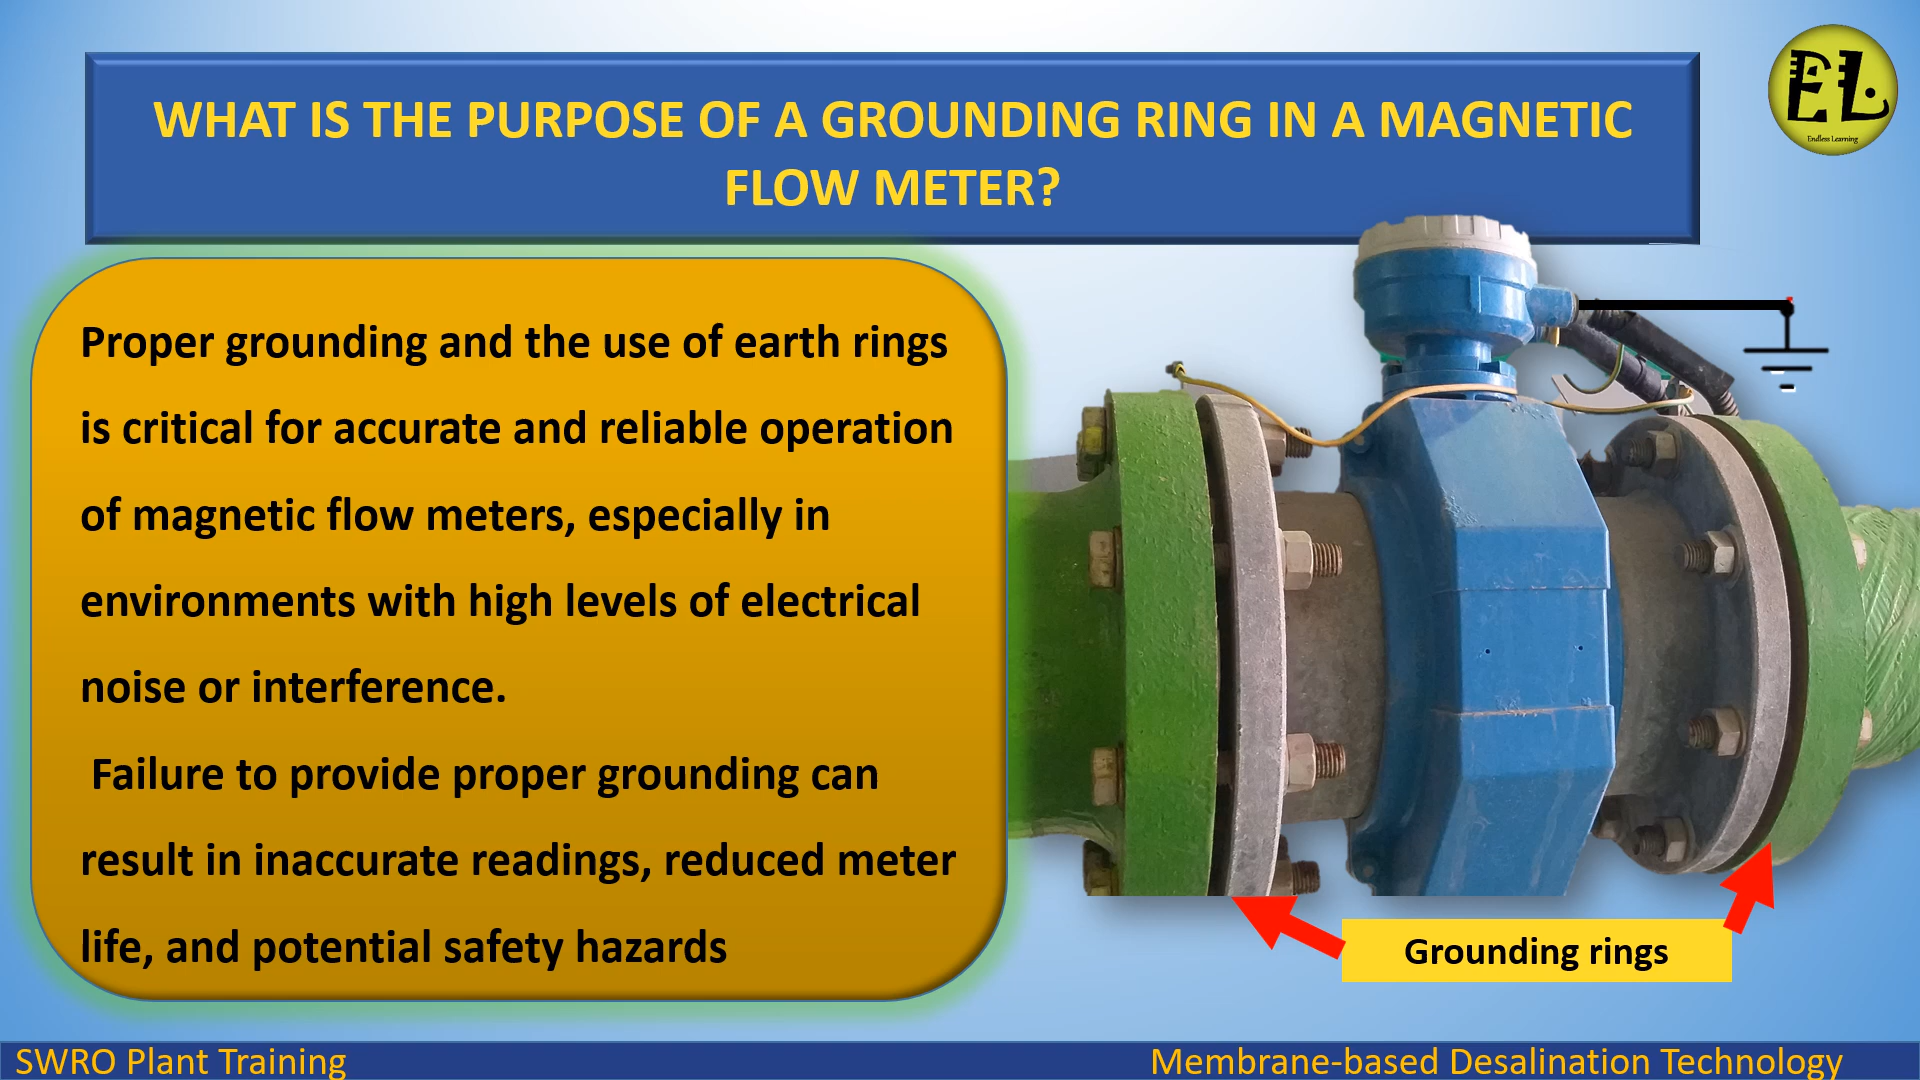 WHAT IS THE PURPOSE OF A GROUNDING RING IN A MAGNETIC
FLOW METER?
EL
Endless Learning
Proper grounding and the use of earth rings
is critical for accurate and reliable operation
of magnetic flow meters, especially in
environments with high levels of electrical
noise or interference.
Failure to provide proper grounding can
result in inaccurate readings, reduced meter
life, and potential safety hazards
Grounding rings
SWRO Plant Training
Membrane-based Desalination Technology